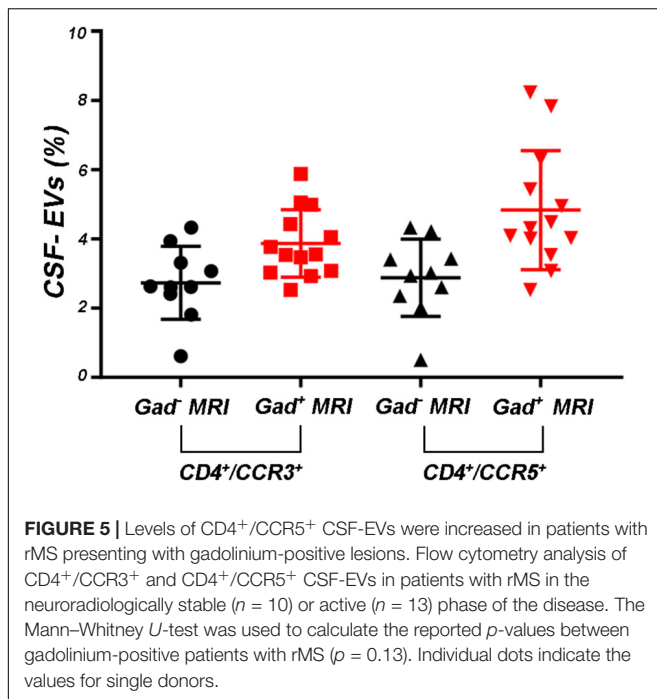 10
8
6
4
2
0
CSF- EVs (%)
Gad⁻ MRI Gad⁺ MRI Gad⁻ MRI Gad⁺ MRI
CD4⁺/CCR3⁺ CD4⁺/CCR5⁺
FIGURE 5 | Levels of CD4⁺/CCR5⁺ CSF-EVs were increased in patients with
rMS presenting with gadolinium-positive lesions. Flow cytometry analysis of
CD4⁺/CCR3⁺ and CD4⁺/CCR5⁺ CSF-EVs in patients with rMS in the
neuroradiologically stable (n = 10) or active (n = 13) phase of the disease. The
Mann–Whitney U-test was used to calculate the reported p-values between
gadolinium-positive patients with rMS (p = 0.13). Individual dots indicate the
values for single donors.